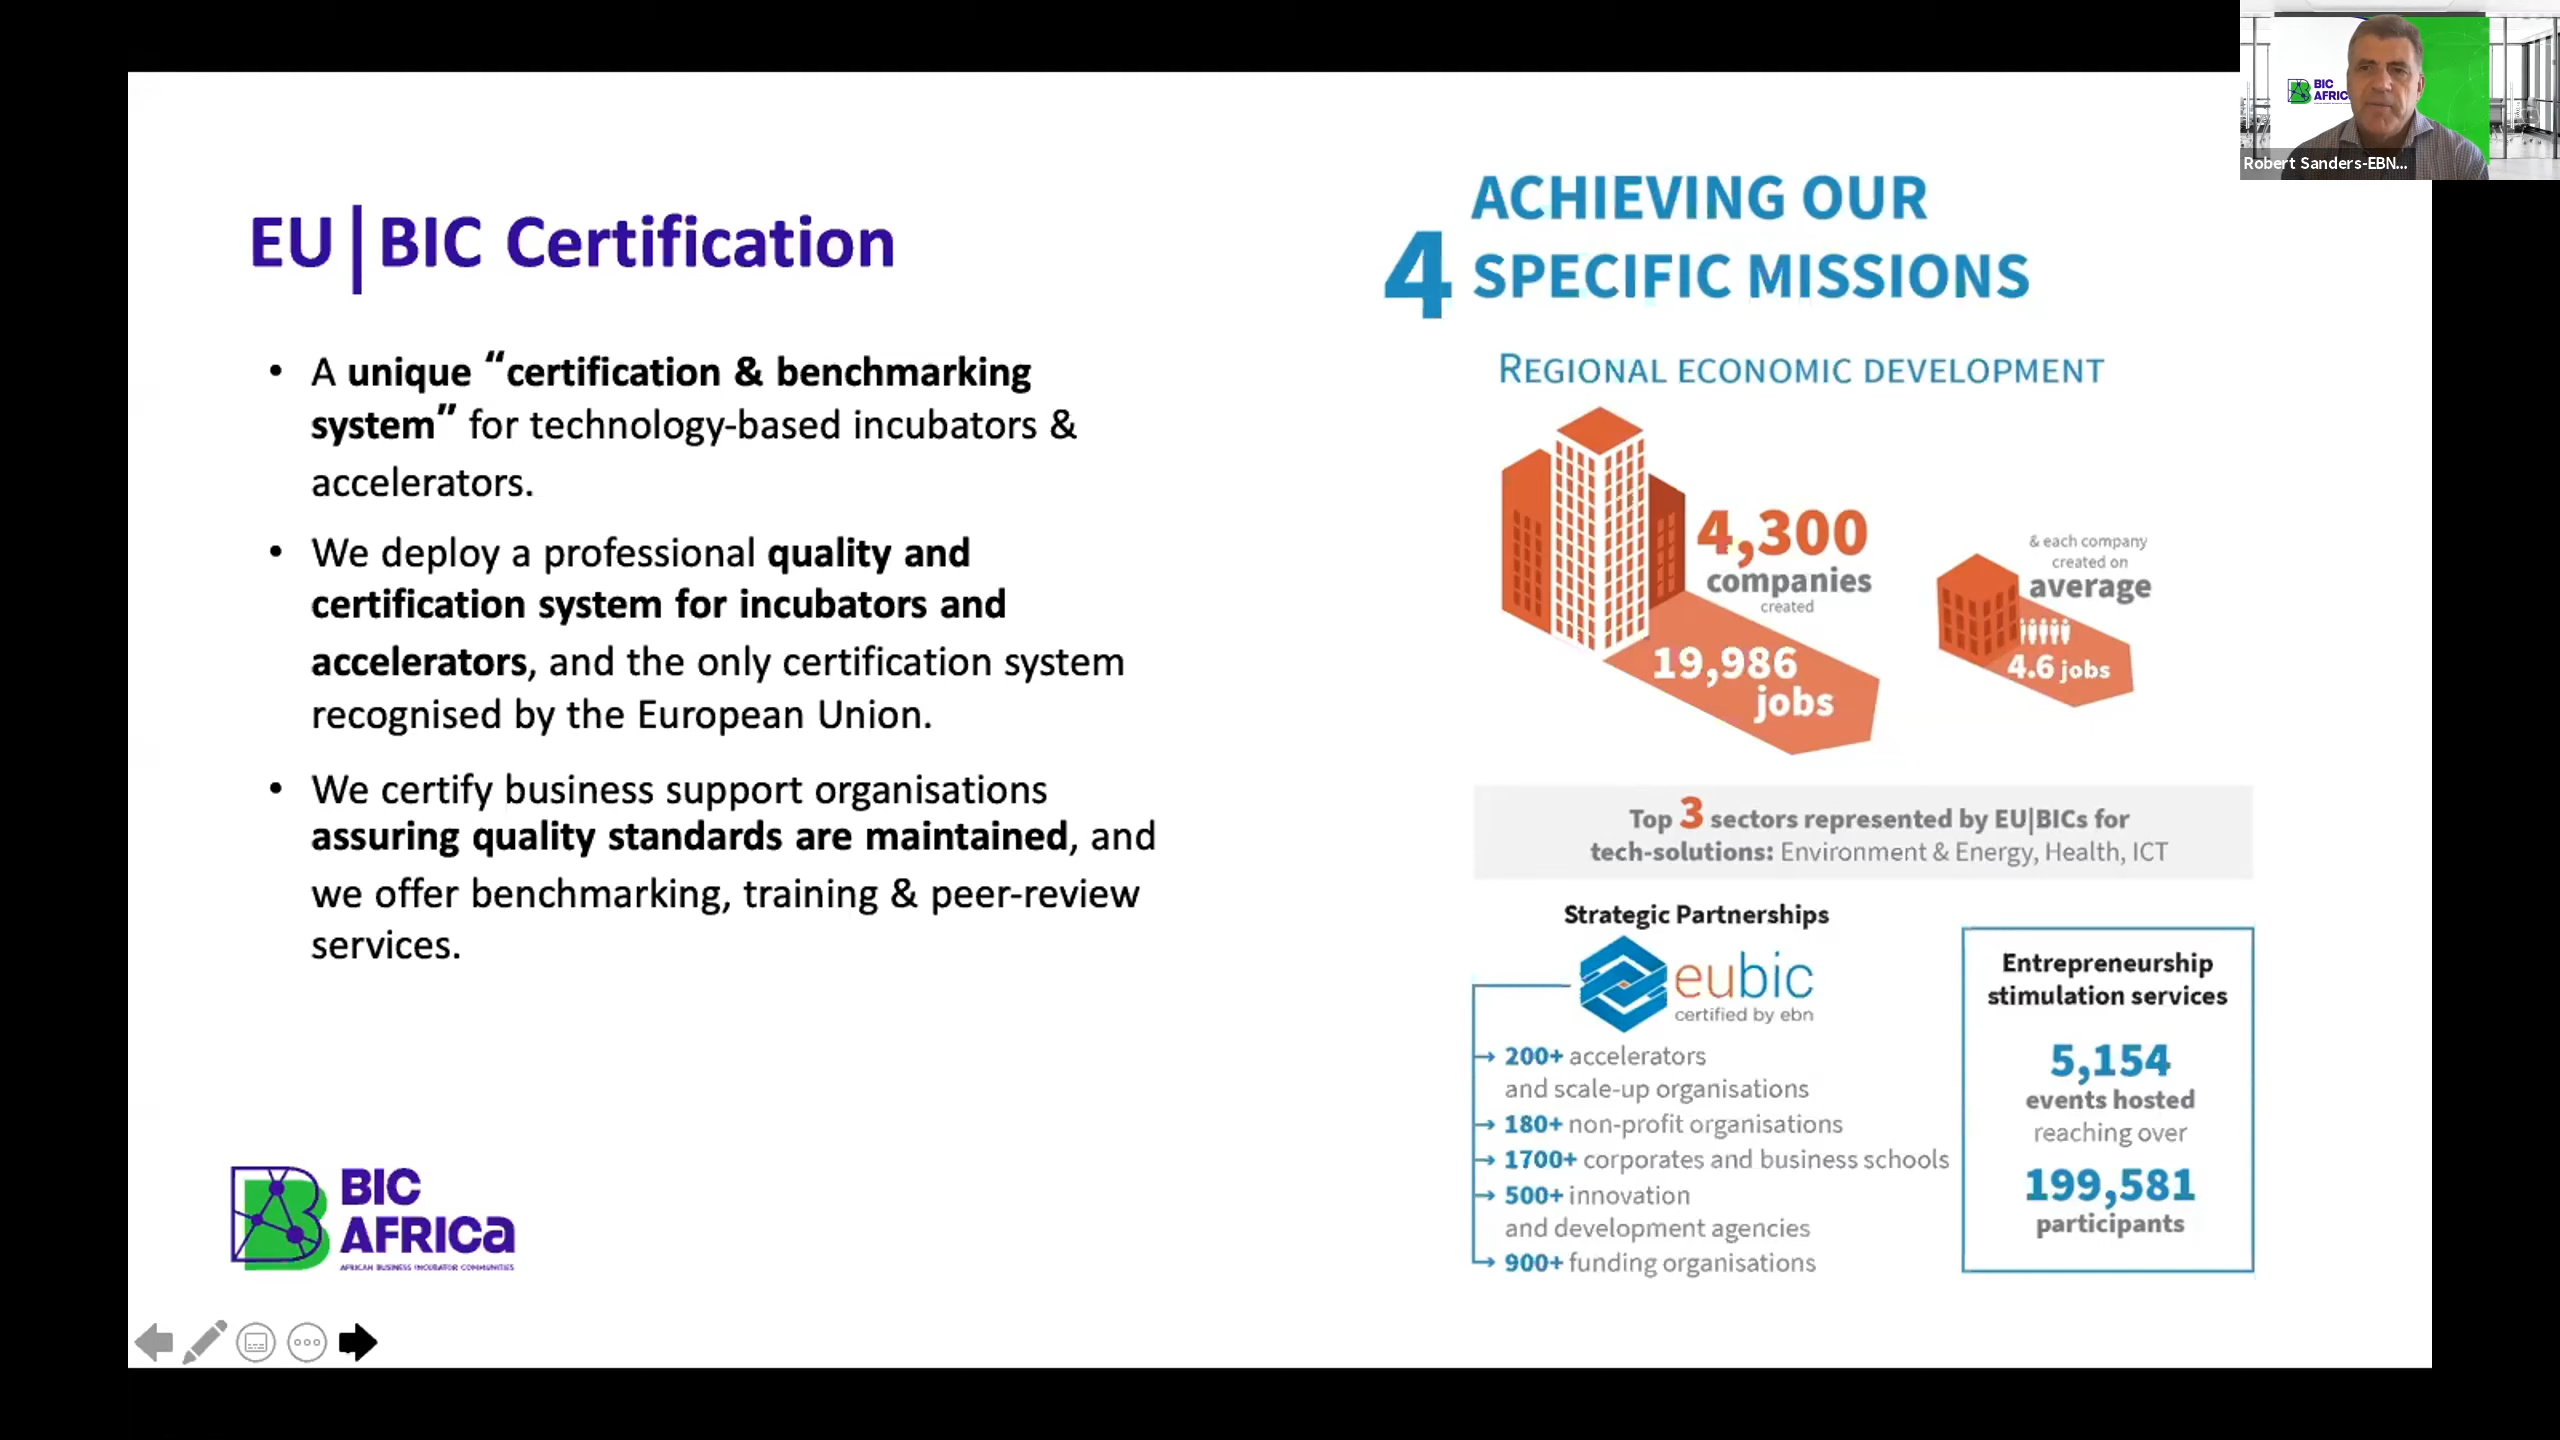 EU|BIC Certification
• A unique “certification & benchmarking
system” for technology-based incubators &
accelerators.
• We deploy a professional quality and
certification system for incubators and
accelerators, and the only certification system
recognised by the European Union.
• We certify business support organisations
assuring quality standards are maintained, and
we offer benchmarking, training & peer-review
services.
BIC
AFRICa
AFRICAN BUSINESS INCUBATOR COMMUNITIES
ACHIEVING OUR
4 SPECIFIC MISSIONS
REGIONAL ECONOMIC DEVELOPMENT
4,300
companies
created
19,986
jobs
& each company
created on
average
4.6 jobs
Top 3 sectors represented by EU|BICs for
tech-solutions: Environment & Energy, Health, ICT
Strategic Partnerships
eubic
certified by ebn
→ 200+ accelerators
and scale-up organisations
→ 180+ non-profit organisations
→ 1700+ corporates and business schools
→ 500+ innovation
and development agencies
→ 900+ funding organisations
Entrepreneurship
stimulation services
5,154
events hosted
reaching over
199,581
participants
BIC
AFRIC
Robert Sanders-EBN...